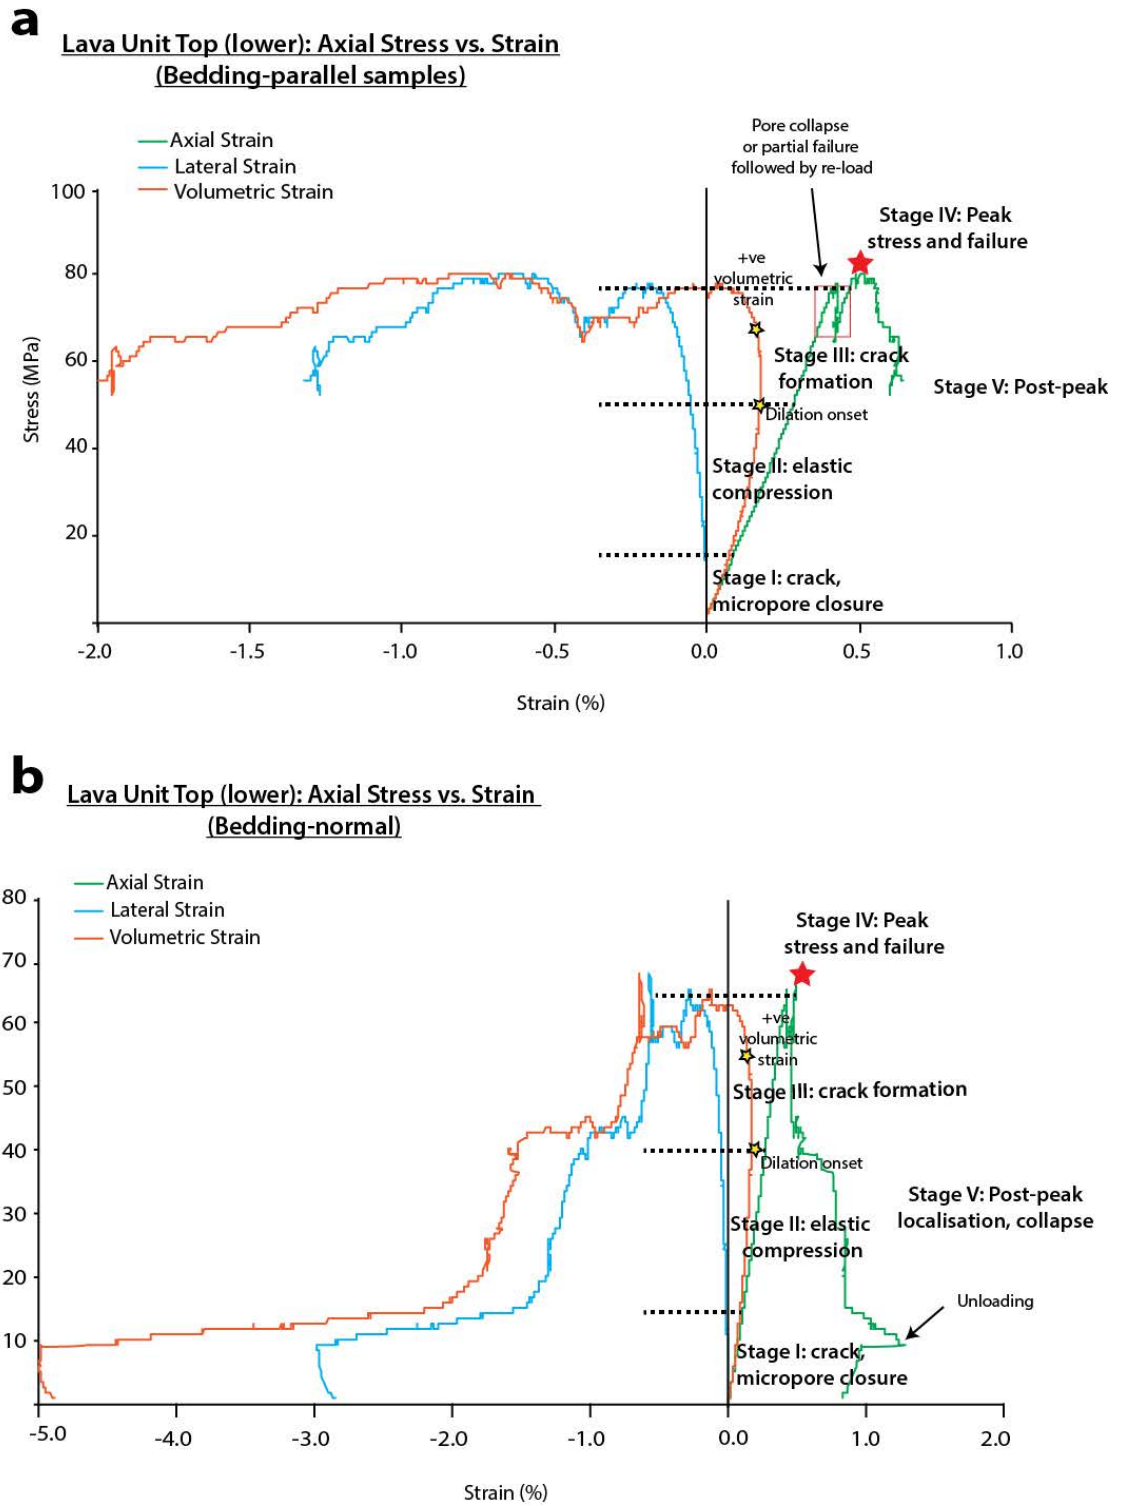 a
Lava Unit Top (lower): Axial Stress vs. Strain
(Bedding-parallel samples)
Axial Strain
Lateral Strain
Volumetric Strain
Pore collapse
or partial failure
followed by re-load
Stage IV: Peak
stress and failure
+ve
volumetric
strain
Stage III: crack
formation
Stage V: Post-peak
Dilation onset
Stage II: elastic
compression
Stage I: crack,
micropore closure
100
80
60
40
20
Stress (MPa)
-2.0 -1.5 -1.0 -0.5 0.0 0.5 1.0
Strain (%)
b
Lava Unit Top (lower): Axial Stress vs. Strain
(Bedding-normal)
Axial Strain
Lateral Strain
Volumetric Strain
Stage IV: Peak
stress and failure
+ve
volumetric
strain
Stage III: crack formation
Dilation onset
Stage V: Post-peak
localisation, collapse
Stage II: elastic
compression
Unloading
Stage I: crack,
micropore closure
80
70
60
50
40
30
20
10
-5.0 -4.0 -3.0 -2.0 -1.0 0.0 1.0 2.0
Strain (%)